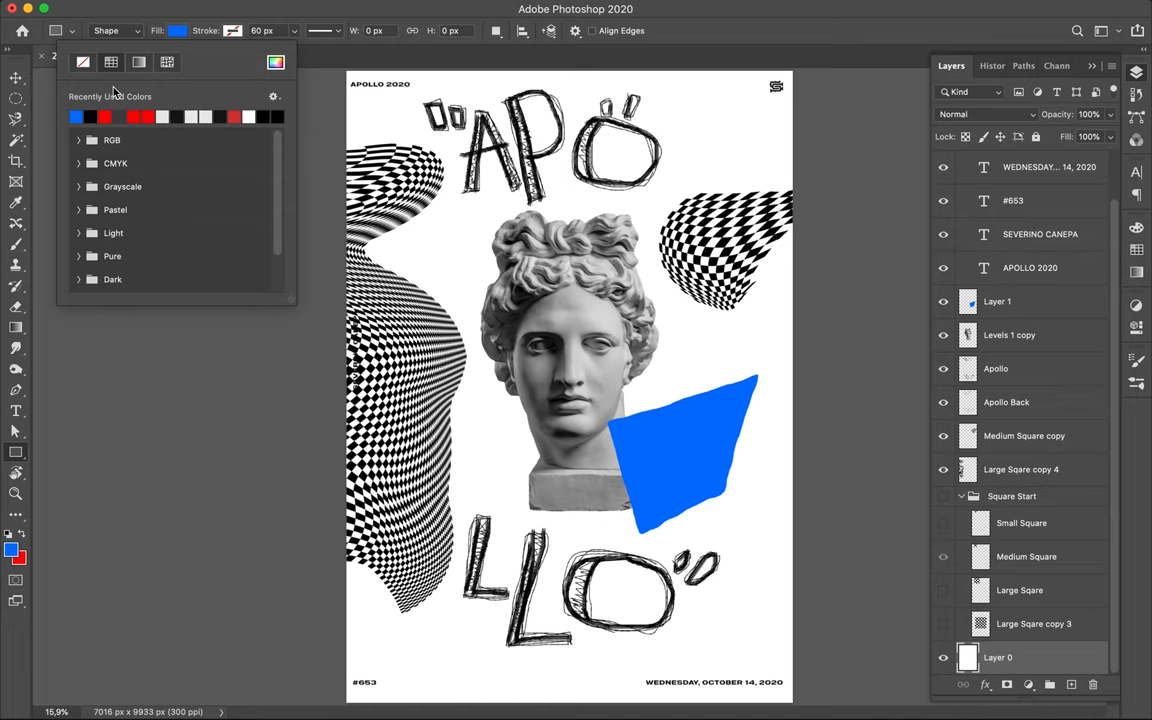 Adobe Photoshop 2020
Shape
Fill:
Stroke:
60 px
W: 0 px
H: 0 px
Align Edges
2
Recently Used Colors
RGB
CMYK
Grayscale
Pastel
Light
Pure
Dark
APOLLO 2020
APO
LLO
#653
WEDNESDAY, OCTOBER 14, 2020
Layers
Histor
Paths
Chann
Kind
Normal
Opacity: 100%
Lock:
Fill: 100%
WEDNESDAY... 14, 2020
#653
SEVERINO CANEPA
APOLLO 2020
Layer 1
Levels 1 copy
Apollo
Apollo Back
Medium Square copy
Large Sqare copy 4
Square Start
Small Square
Medium Square
Large Sqare
Large Sqare copy 3
Layer 0
15,9%
7016 px x 9933 px (300 ppi)